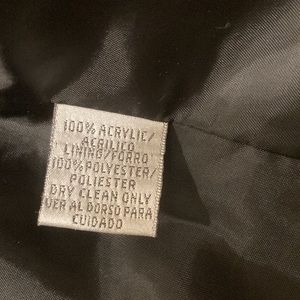 100% ACRYLIC/
ACRILICO
LINING/FORRO
100% POLYESTER/
POLIESTER
DRY CLEAN ONLY
VER AL DORSO PARA
CUIDADO